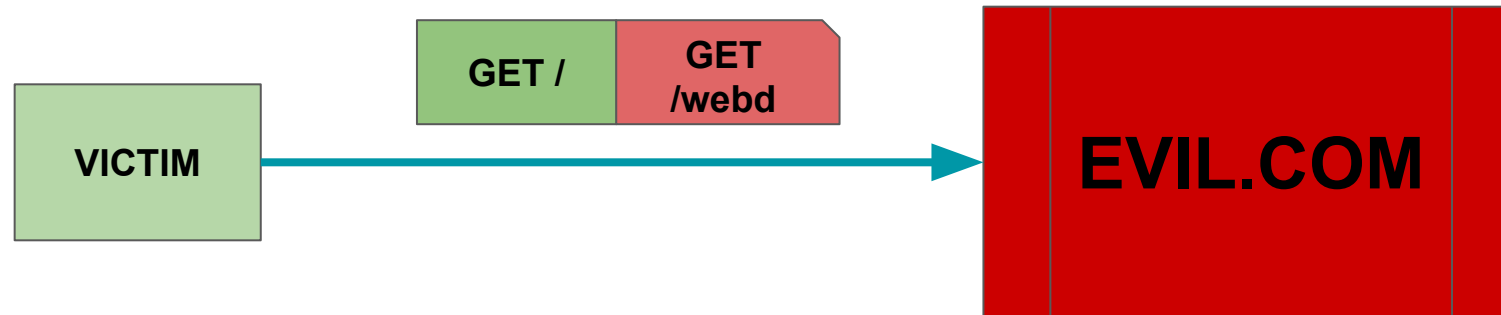 GET /
GET
/webd
VICTIM
EVIL.COM